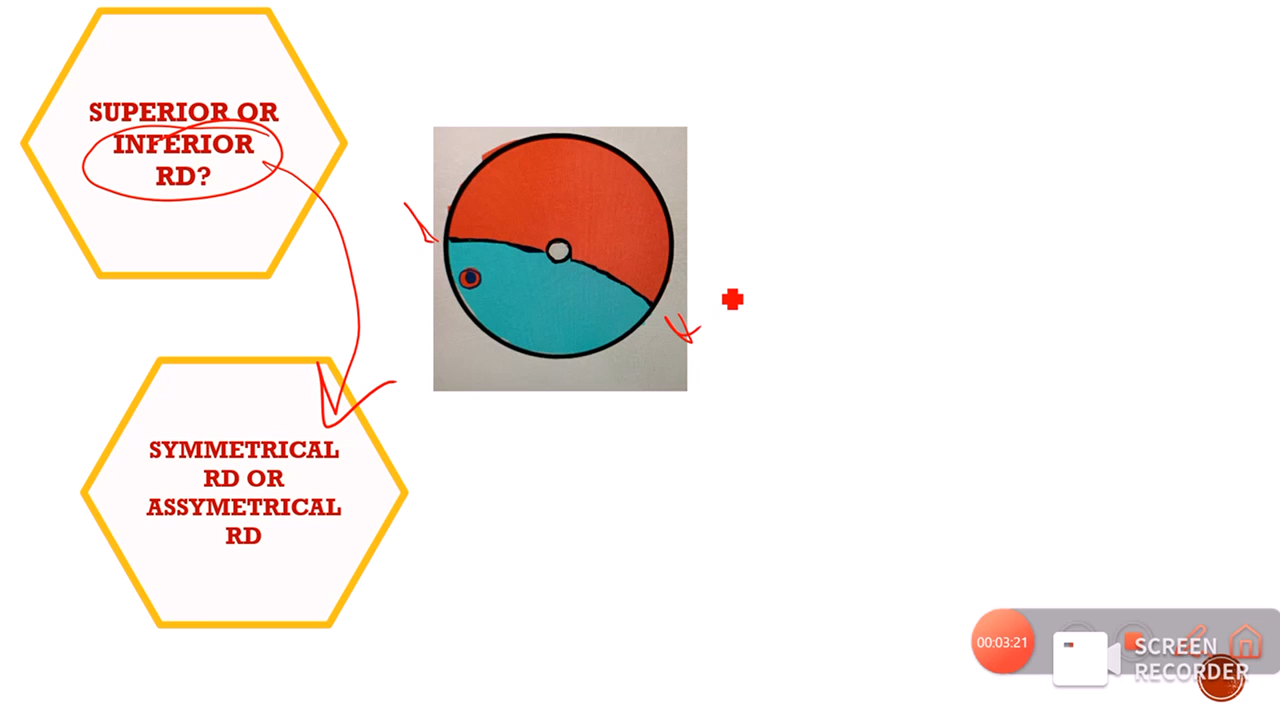 SUPERIOR OR
INFERIOR
RD?
SYMMETRICAL
RD OR
ASSYMETRICAL
RD
00:03:21
SCREEN
RECORDER